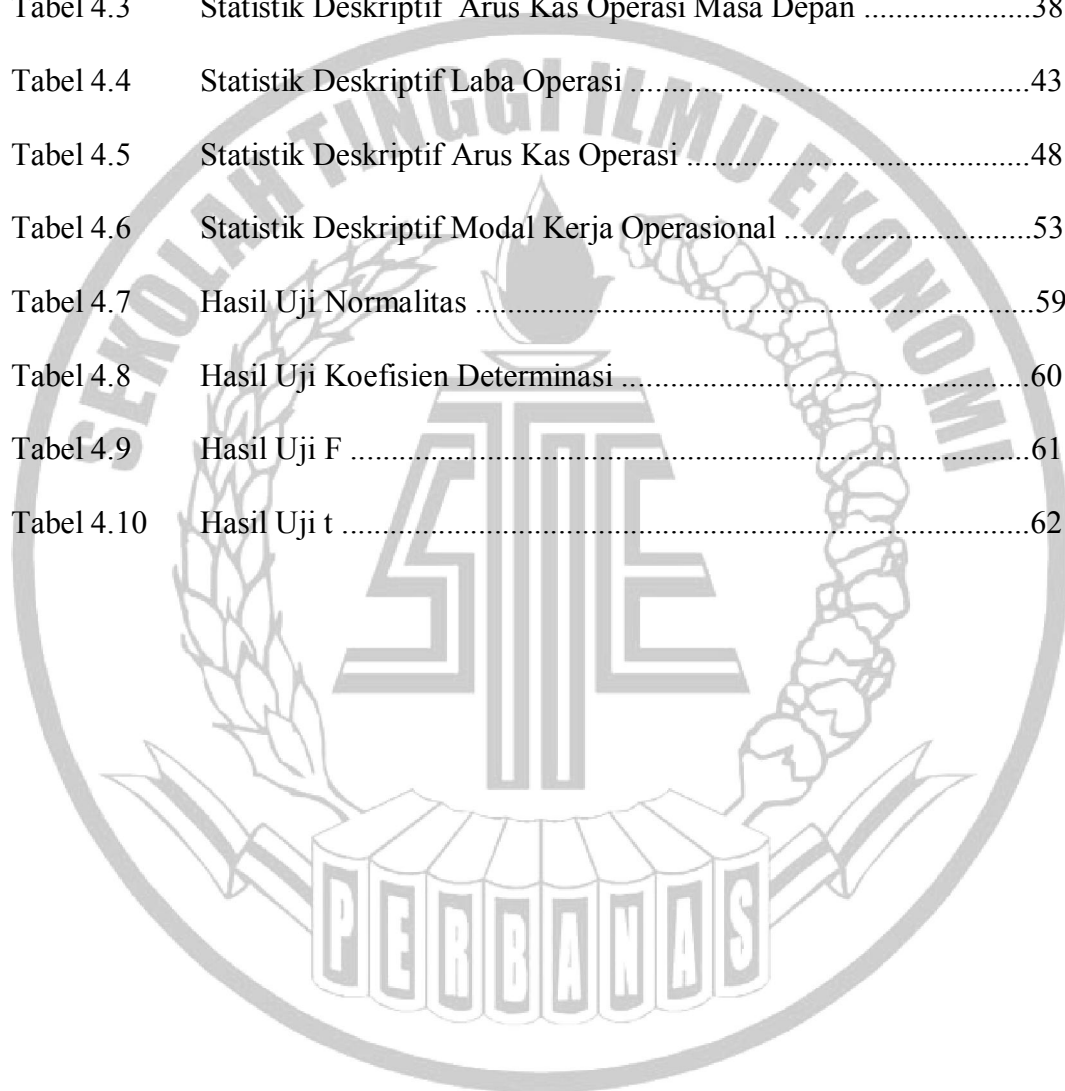 Tabel 4.3 Statistik Deskriptif Arus Kas Operasi Masa Depan ......................38
Tabel 4.4 Statistik Deskriptif Laba Operasi .....................................................43
Tabel 4.5 Statistik Deskriptif Arus Kas Operasi .............................................48
Tabel 4.6 Statistik Deskriptif Modal Kerja Operasional .................................53
Tabel 4.7 Hasil Uji Normalitas .........................................................................59
Tabel 4.8 Hasil Uji Koefisien Determinasi ......................................................60
Tabel 4.9 Hasil Uji F .........................................................................................61
Tabel 4.10 Hasil Uji t ..........................................................................................62
SEKOLAH TINGGI ILMU EKONOMI
STIE
PERBANAS